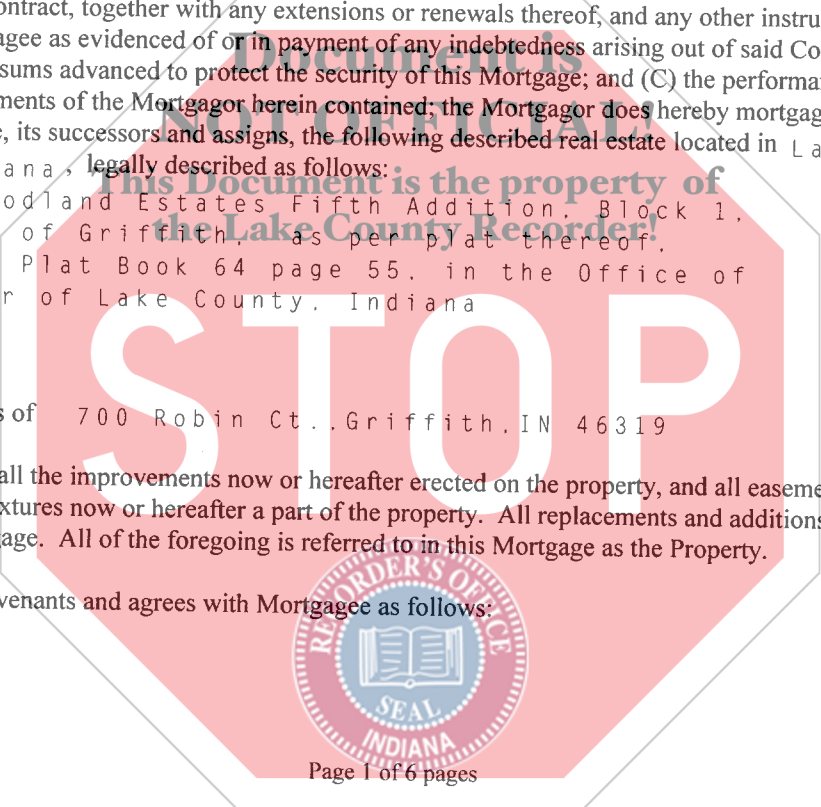 ontract, together with any extensions or renewals thereof, and any other instru
agee as evidenced of or in payment of any indebtedness arising out of said Co
Document is
sums advanced to protect the security of this Mortgage; and (C) the performa
ments of the Mortgagor herein contained; the Mortgagor does hereby mortgag
NOT OFFICIAL!
e, its successors and assigns, the following described real estate located in La
ana, legally described as follows:
This Document is the property of
odland Estates Fifth Addition, Block 1,
the Lake County Recorder!
of Griffith, as per plat thereof,
Plat Book 64 page 55, in the Office of
r of Lake County, Indiana
STOP
s of 700 Robin Ct.,Griffith,IN 46319
all the improvements now or hereafter erected on the property, and all easeme
xtures now or hereafter a part of the property. All replacements and additions
age. All of the foregoing is referred to in this Mortgage as the Property.
venants and agrees with Mortgagee as follows:
RECORDER'S OFFICE
SEAL
INDIANA
Page 1 of 6 pages